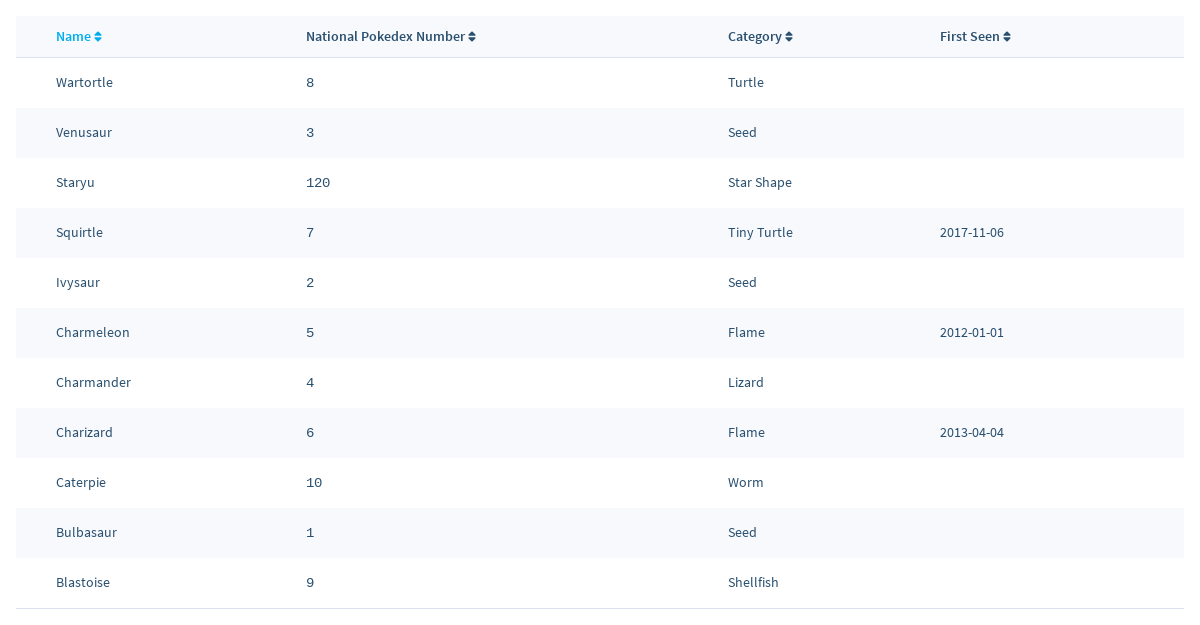 Name National Pokedex Number Category First Seen
Wartortle 8 Turtle
Venusaur 3 Seed
Staryu 120 Star Shape
Squirtle 7 Tiny Turtle 2017-11-06
Ivysaur 2 Seed
Charmeleon 5 Flame 2012-01-01
Charmander 4 Lizard
Charizard 6 Flame 2013-04-04
Caterpie 10 Worm
Bulbasaur 1 Seed
Blastoise 9 Shellfish